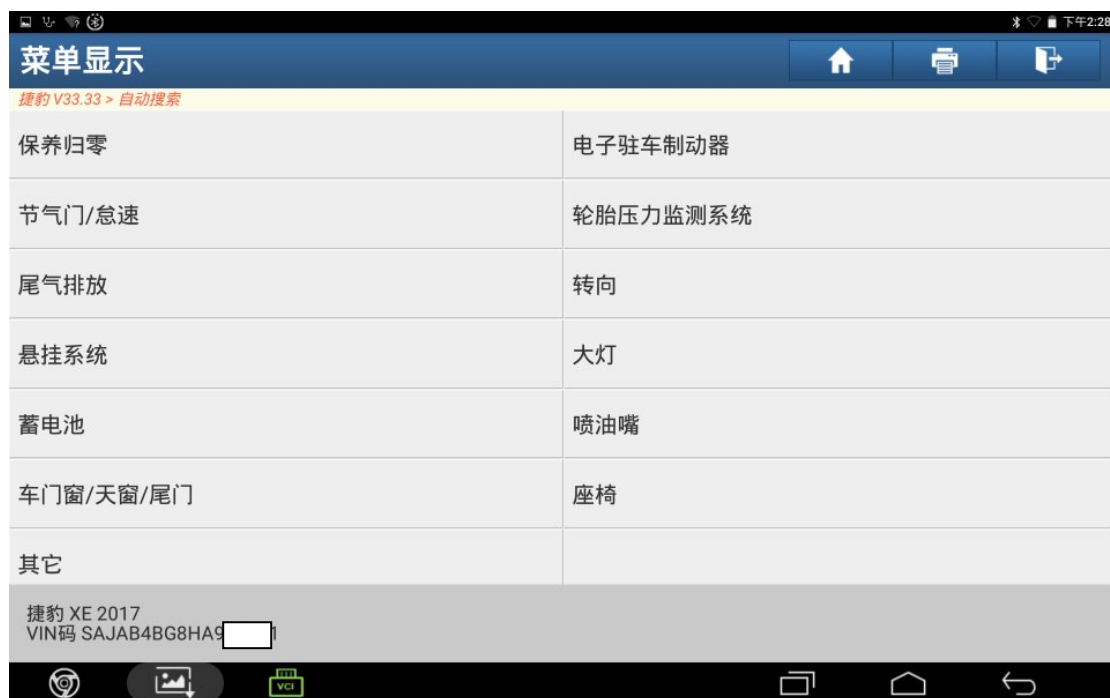 下午2:28
菜单显示
捷豹 V33.33 > 自动搜索
保养归零
电子驻车制动器
节气门/怠速
轮胎压力监测系统
尾气排放
转向
悬挂系统
大灯
蓄电池
喷油嘴
车门窗/天窗/尾门
座椅
其它
捷豹 XE 2017
VIN码 SAJAB4BG8HA9 1
VCI